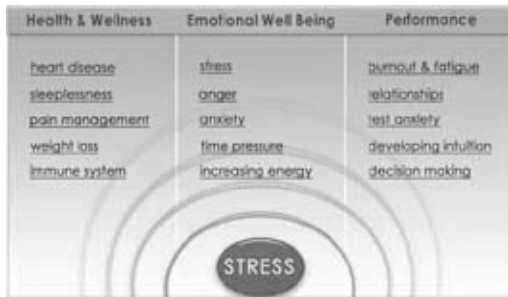 Health & Wellness
heart disease
sleeplessness
pain management
weight loss
immune system
Emotional Well Being
stress
anger
anxiety
time pressure
increasing energy
Performance
burnout & fatigue
relationships
test anxiety
developing intuition
decision making
STRESS